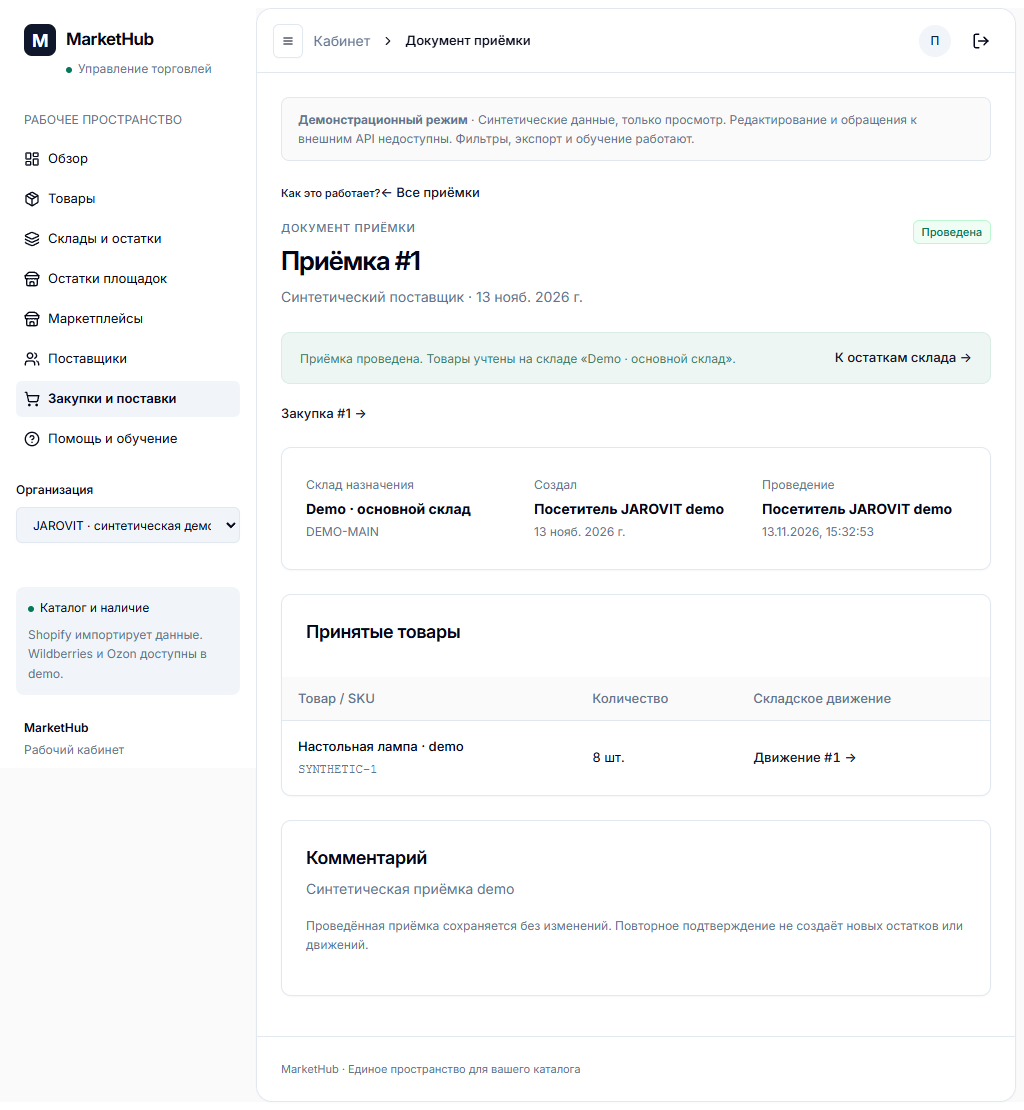 M MarketHub
Управление торговлей
РАБОЧЕЕ ПРОСТРАНСТВО
Обзор
Товары
Склады и остатки
Остатки площадок
Маркетплейсы
Поставщики
Закупки и поставки
Помощь и обучение
Организация
JAROVIT · синтетическая демо
Каталог и наличие
Shopify импортирует данные.
Wildberries и Ozon доступны в
demo.
MarketHub
Рабочий кабинет
Кабинет > Документ приёмки
П
Демонстрационный режим · Синтетические данные, только просмотр. Редактирование и обращения к
внешним API недоступны. Фильтры, экспорт и обучение работают.
Как это работает?← Все приёмки
ДОКУМЕНТ ПРИЁМКИ
Проведена
Приёмка #1
Синтетический поставщик · 13 нояб. 2026 г.
Приёмка проведена. Товары учтены на складе «Demo · основной склад».
К остаткам склада →
Закупка #1 →
Склад назначения
Demo · основной склад
DEMO-MAIN
Создал
Посетитель JAROVIT demo
13 нояб. 2026 г.
Проведение
Посетитель JAROVIT demo
13.11.2026, 15:32:53
Принятые товары
Товар / SKU Количество Складское движение
Настольная лампа · demo
SYNTHETIC-1
8 шт.
Движение #1 →
Комментарий
Синтетическая приёмка demo
Проведённая приёмка сохраняется без изменений. Повторное подтверждение не создаёт новых остатков или
движений.
MarketHub · Единое пространство для вашего каталога